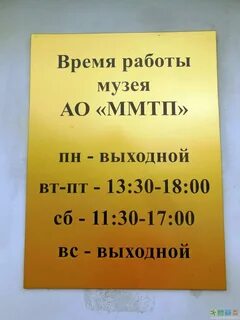 Время работы
музея
АО «ММТП»
пн - выходной
вт-пт - 13:30-18:00
сб - 11:30-17:00
вс - выходной